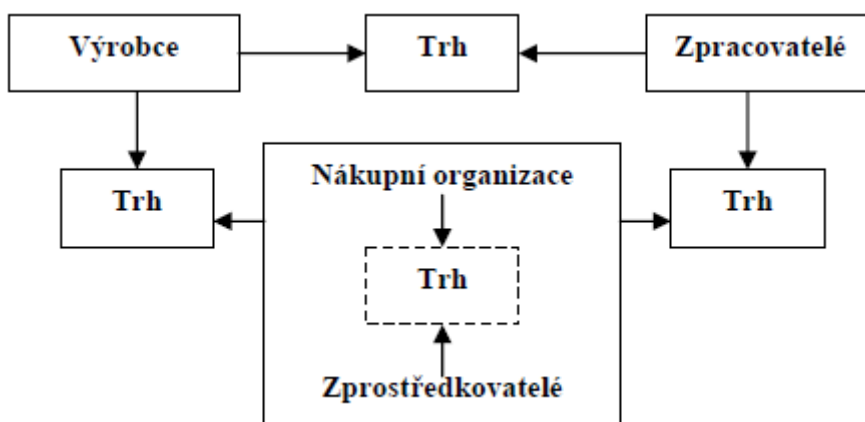 Výrobce
Trh
Zpracovatelé
Trh
Nákupní organizace
Trh
Trh
Zprostředkovatelé